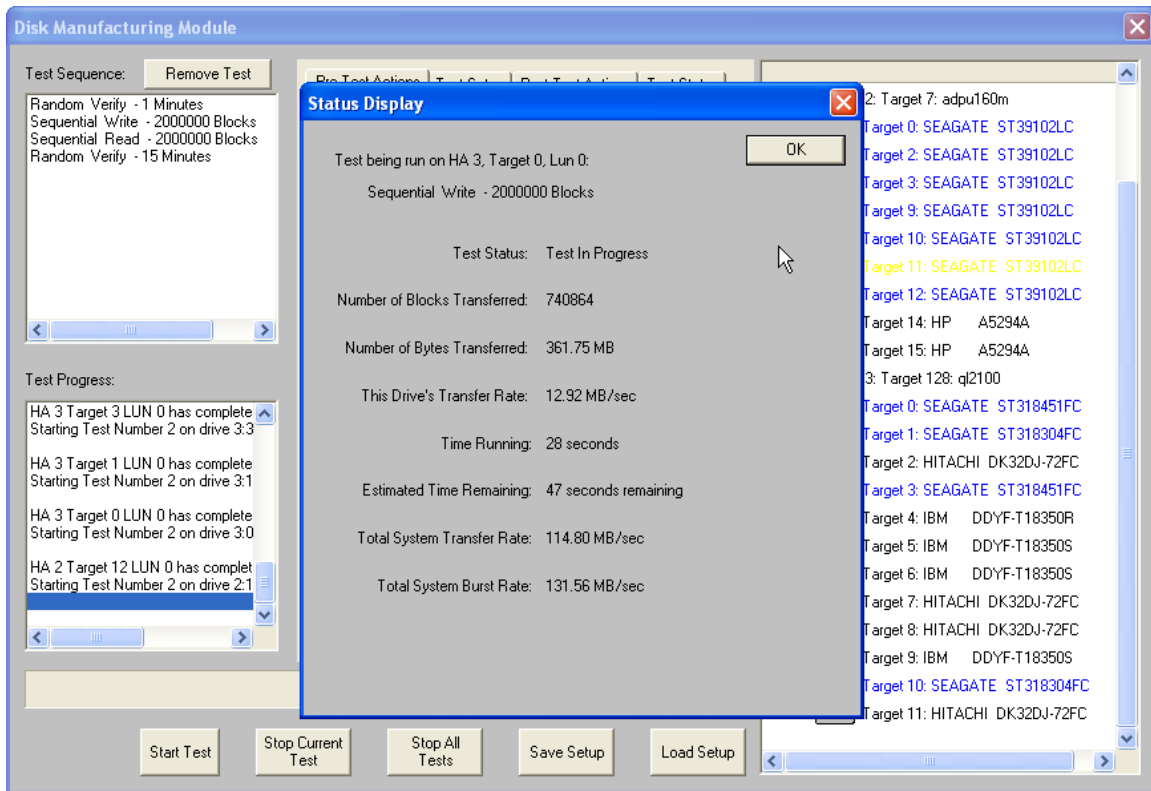 Disk Manufacturing Module
Test Sequence:
Remove Test
Random Verify - 1 Minutes
Sequential Write - 2000000 Blocks
Sequential Read - 2000000 Blocks
Random Verify - 15 Minutes
Test Progress:
HA 3 Target 3 LUN 0 has complete
Starting Test Number 2 on drive 3:3
HA 3 Target 1 LUN 0 has complete
Starting Test Number 2 on drive 3:1
HA 3 Target 0 LUN 0 has complete
Starting Test Number 2 on drive 3:0
HA 2 Target 12 LUN 0 has complet
Starting Test Number 2 on drive 2:1
Status Display
OK
Test being run on HA 3, Target 0, Lun 0:
Sequential Write - 2000000 Blocks
Test Status: Test In Progress
Number of Blocks Transferred: 740864
Number of Bytes Transferred: 361.75 MB
This Drive's Transfer Rate: 12.92 MB/sec
Time Running: 28 seconds
Estimated Time Remaining: 47 seconds remaining
Total System Transfer Rate: 114.80 MB/sec
Total System Burst Rate: 131.56 MB/sec
2: Target 7: adpu160m
Target 0: SEAGATE ST39102LC
Target 2: SEAGATE ST39102LC
Target 3: SEAGATE ST39102LC
Target 9: SEAGATE ST39102LC
Target 10: SEAGATE ST39102LC
Target 11: SEAGATE ST39102LC
Target 12: SEAGATE ST39102LC
Target 14: HP A5294A
Target 15: HP A5294A
3: Target 128: ql2100
Target 0: SEAGATE ST318451FC
Target 1: SEAGATE ST318304FC
Target 2: HITACHI DK32DJ-72FC
Target 3: SEAGATE ST318451FC
Target 4: IBM DDYF-T18350R
Target 5: IBM DDYF-T18350S
Target 6: IBM DDYF-T18350S
Target 7: HITACHI DK32DJ-72FC
Target 8: HITACHI DK32DJ-72FC
Target 9: IBM DDYF-T18350S
Target 10: SEAGATE ST318304FC
Target 11: HITACHI DK32DJ-72FC
Start Test
Stop Current Test
Stop All Tests
Save Setup
Load Setup